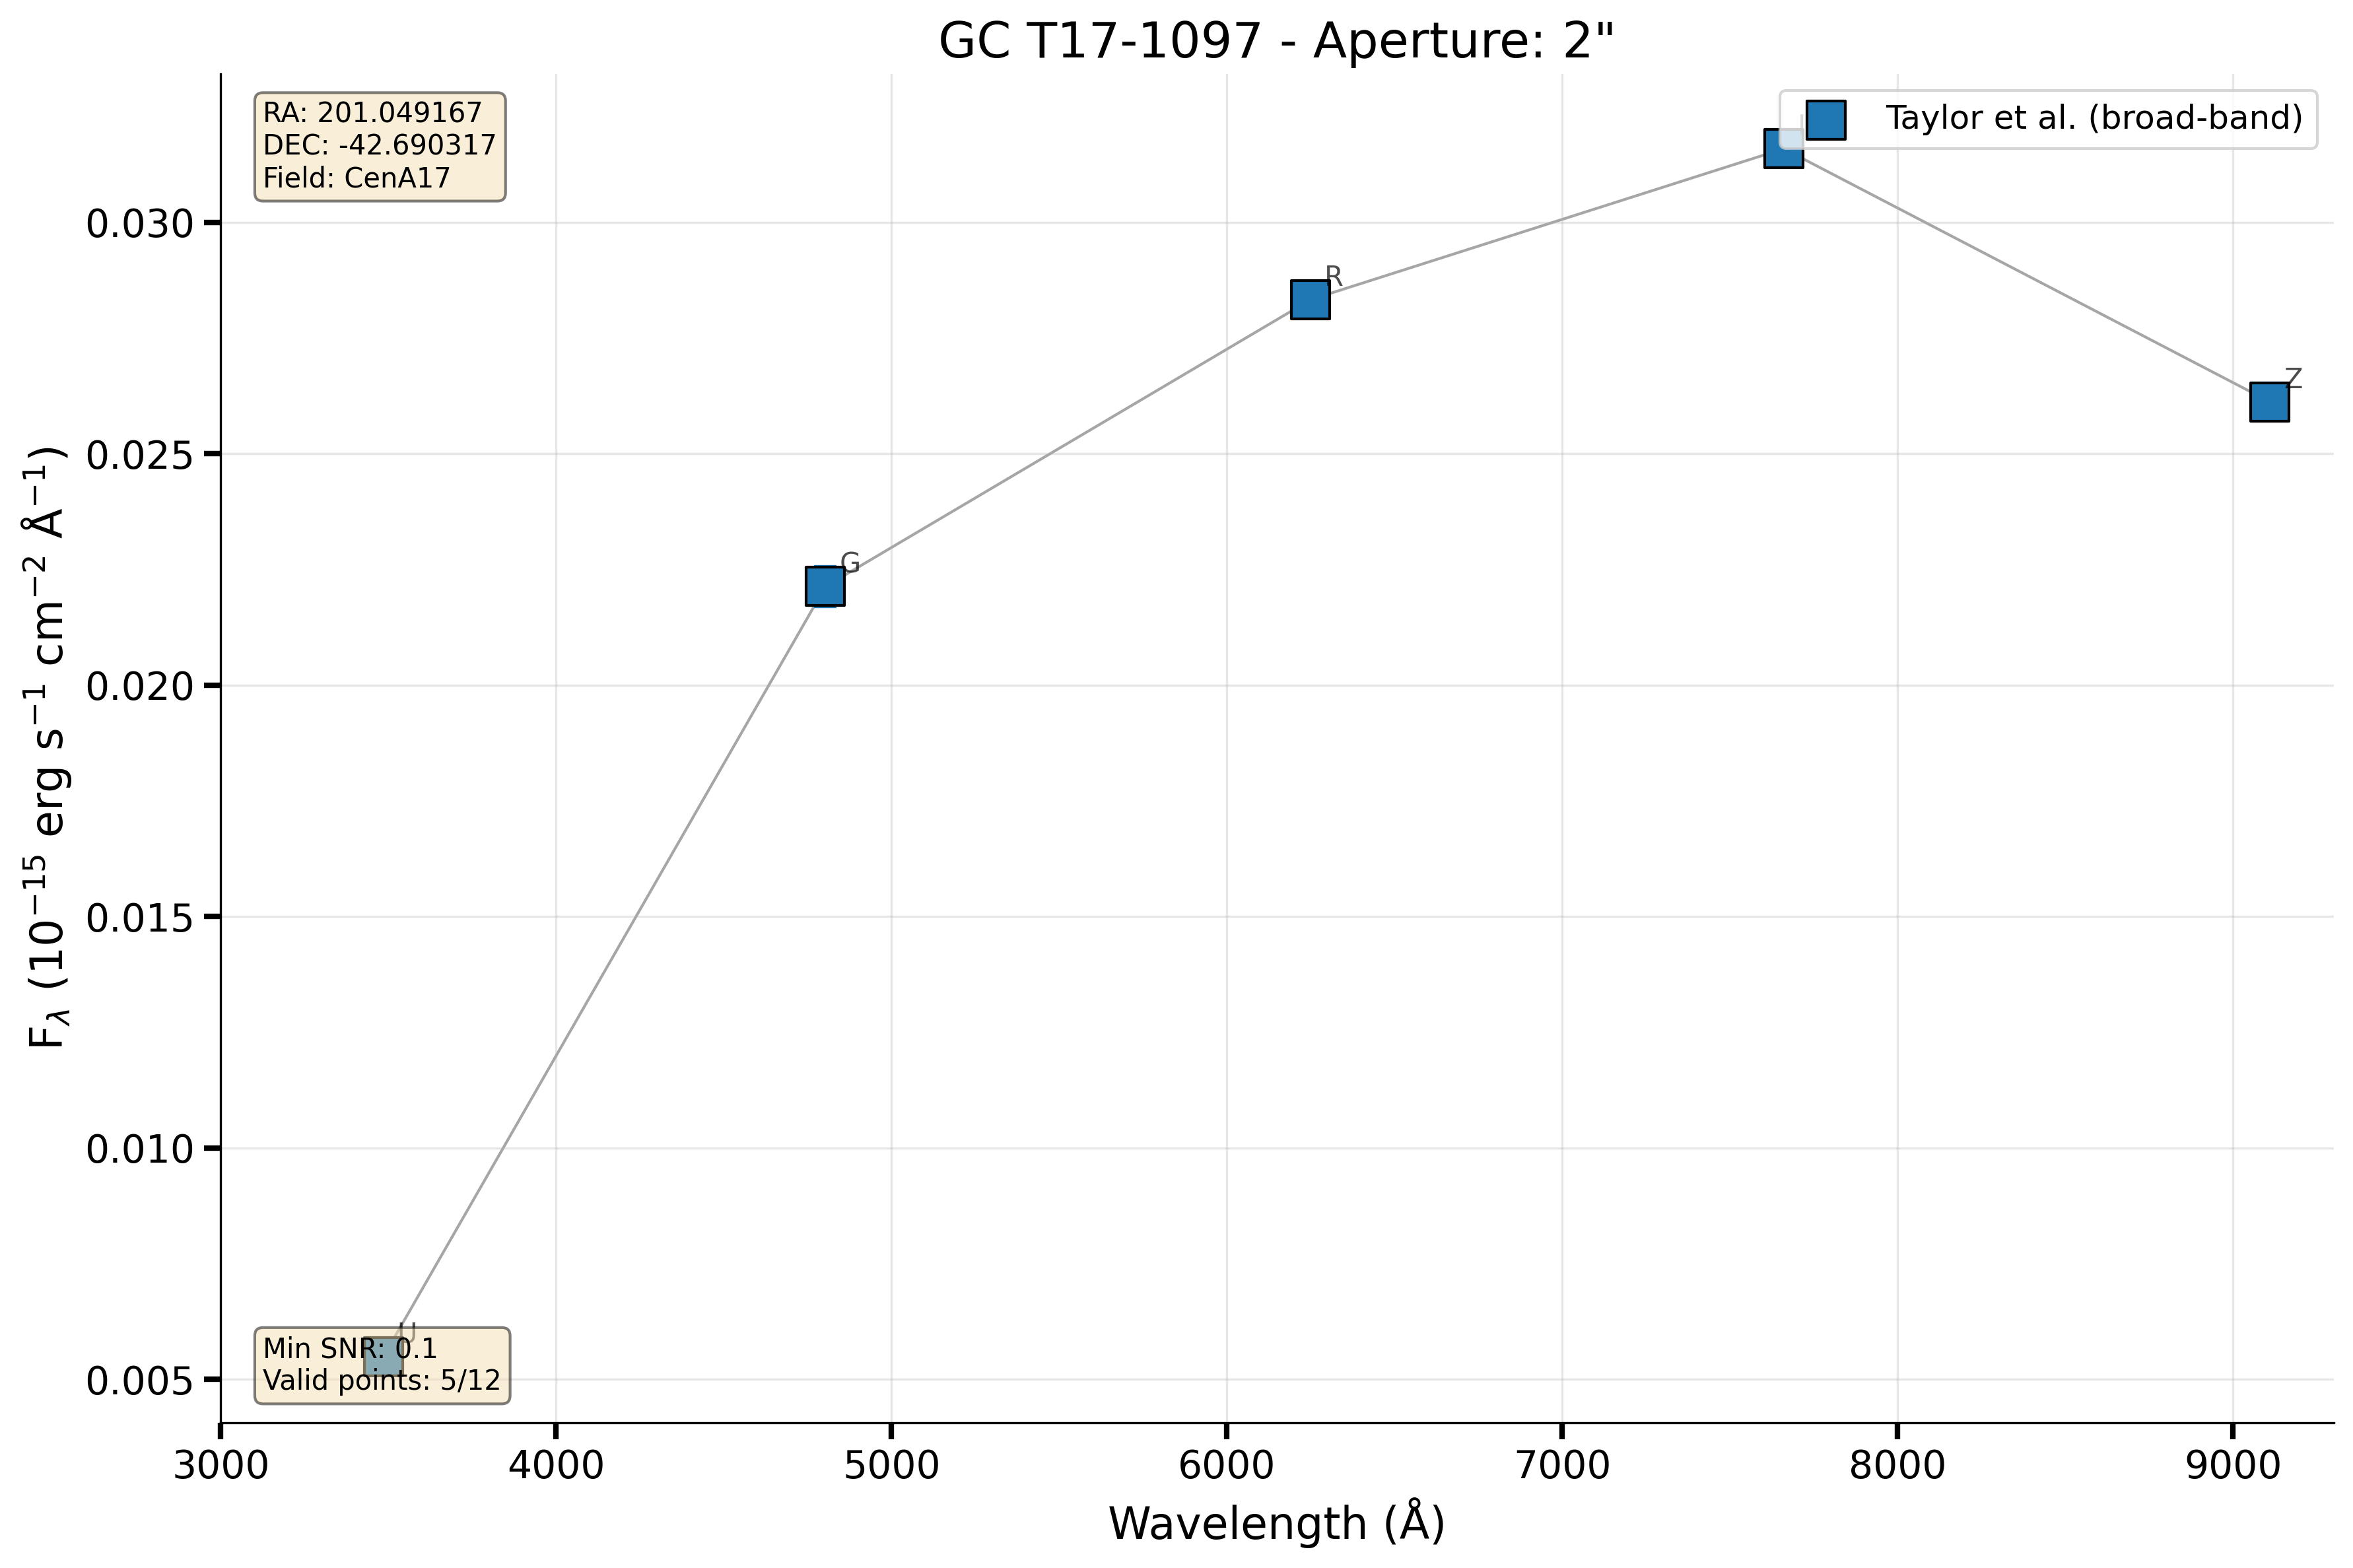 GC T17-1097 - Aperture: 2"
RA: 201.049167
DEC: -42.690317
Field: CenA17
Taylor et al. (broad-band)
R
Z
G
U
Min SNR: 0.1
Valid points: 5/12
0.030
0.025
0.020
0.015
0.010
0.005
F_λ (10⁻¹⁵ erg s⁻¹ cm⁻² Å⁻¹)
3000 4000 5000 6000 7000 8000 9000
Wavelength (Å)